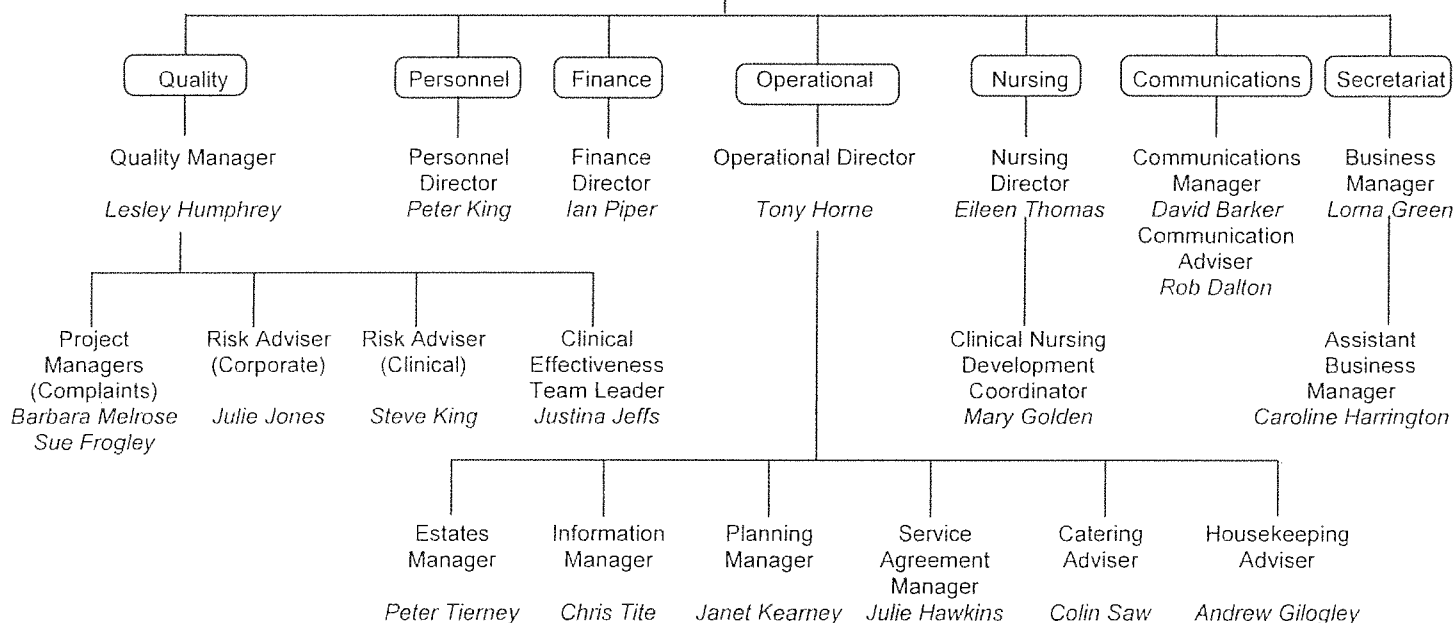 Quality
Personnel
Finance
Operational
Nursing
Communications
Secretariat
Quality Manager
Lesley Humphrey
Personnel
Director
Peter King
Finance
Director
Ian Piper
Operational Director
Tony Horne
Nursing
Director
Eileen Thomas
Communications
Manager
David Barker
Communication
Adviser
Rob Dalton
Business
Manager
Lorna Green
Project
Managers
(Complaints)
Barbara Melrose
Sue Frogley
Risk Adviser
(Corporate)
Julie Jones
Risk Adviser
(Clinical)
Steve King
Clinical
Effectiveness
Team Leader
Justina Jeffs
Clinical Nursing
Development
Coordinator
Mary Golden
Assistant
Business
Manager
Caroline Harrington
Estates
Manager
Peter Tierney
Information
Manager
Chris Tite
Planning
Manager
Janet Kearney
Service
Agreement
Manager
Julie Hawkins
Catering
Adviser
Colin Saw
Housekeeping
Adviser
Andrew Gilogley